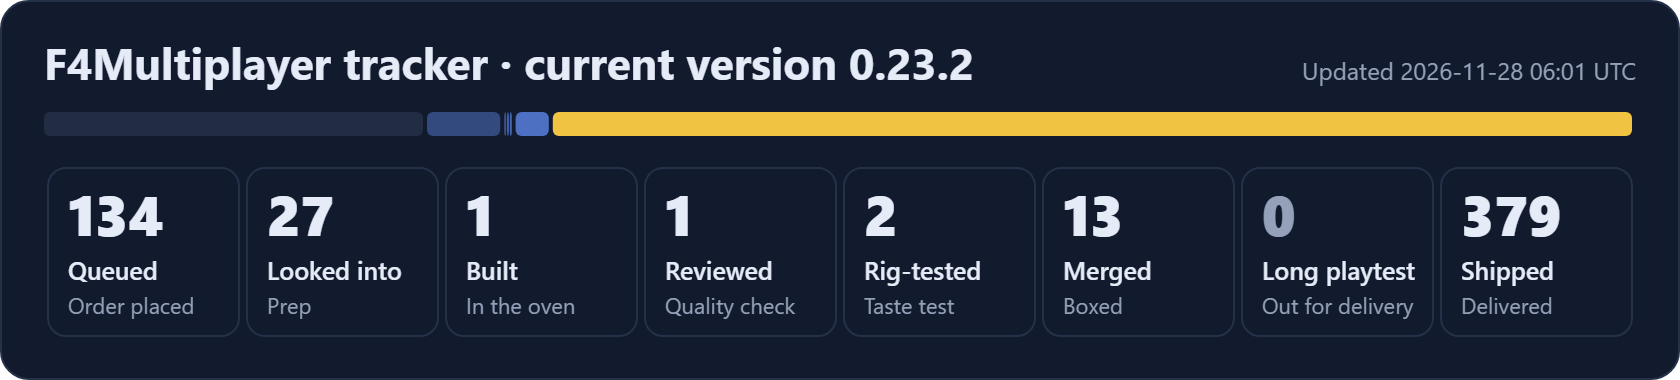 F4Multiplayer tracker · current version 0.23.2
Updated 2026-11-28 06:01 UTC
134
Queued
Order placed
27
Looked into
Prep
1
Built
In the oven
1
Reviewed
Quality check
2
Rig-tested
Taste test
13
Merged
Boxed
0
Long playtest
Out for delivery
379
Shipped
Delivered